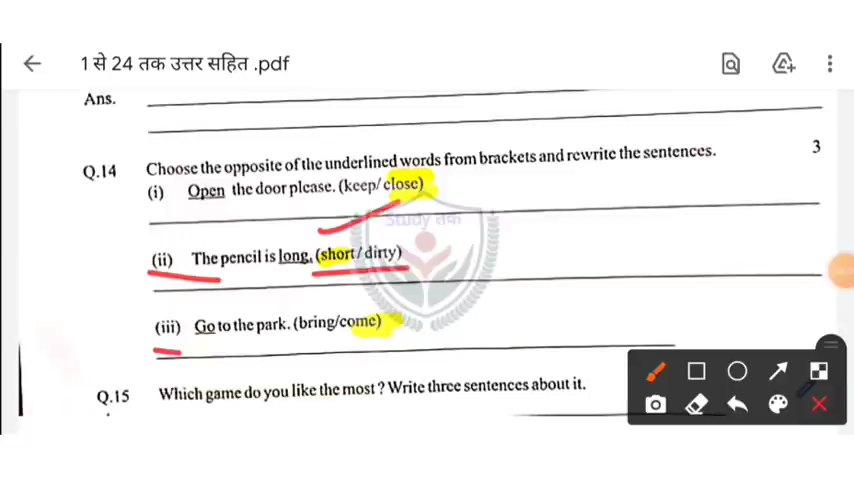 1 से 24 तक उत्तर सहित .pdf
Ans.
Q.14 Choose the opposite of the underlined words from brackets and rewrite the sentences. 3
(i) Open the door please. (keep/ close)
Study तक
(ii) The pencil is long. (short/ dirty)
(iii) Go to the park. (bring/come)
Q.15 Which game do you like the most ? Write three sentences about it.